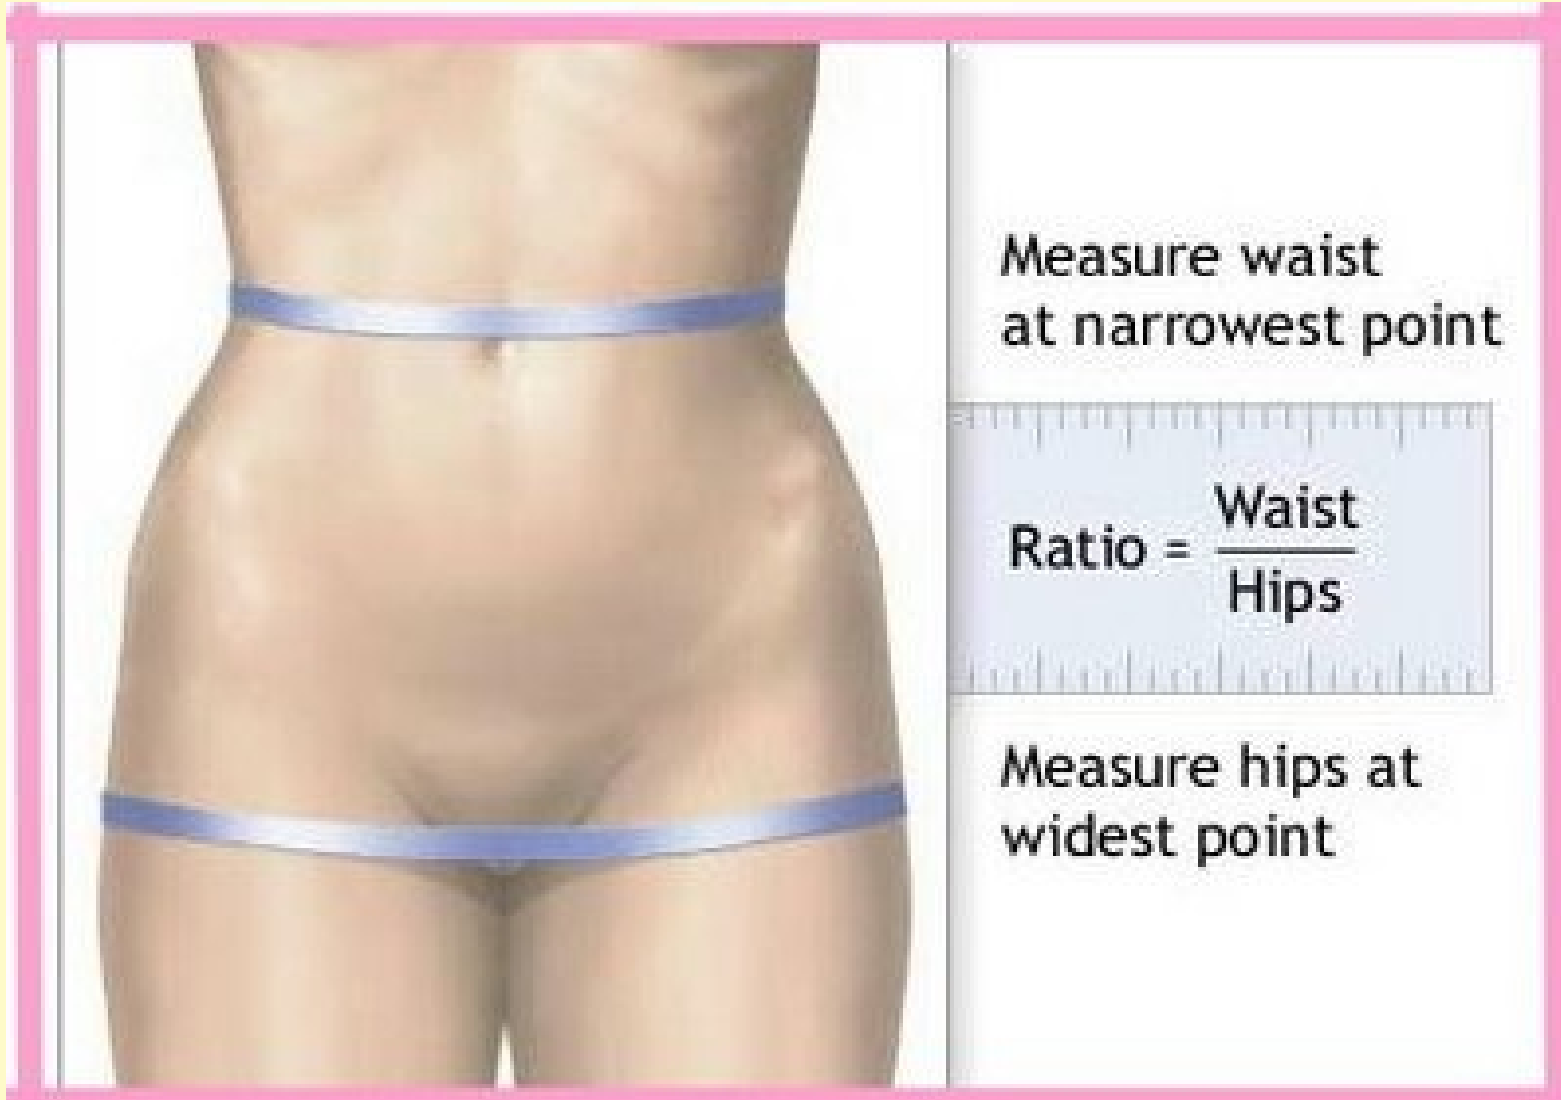 Measure waist
at narrowest point
Ratio = Waist
Hips
Measure hips at
widest point